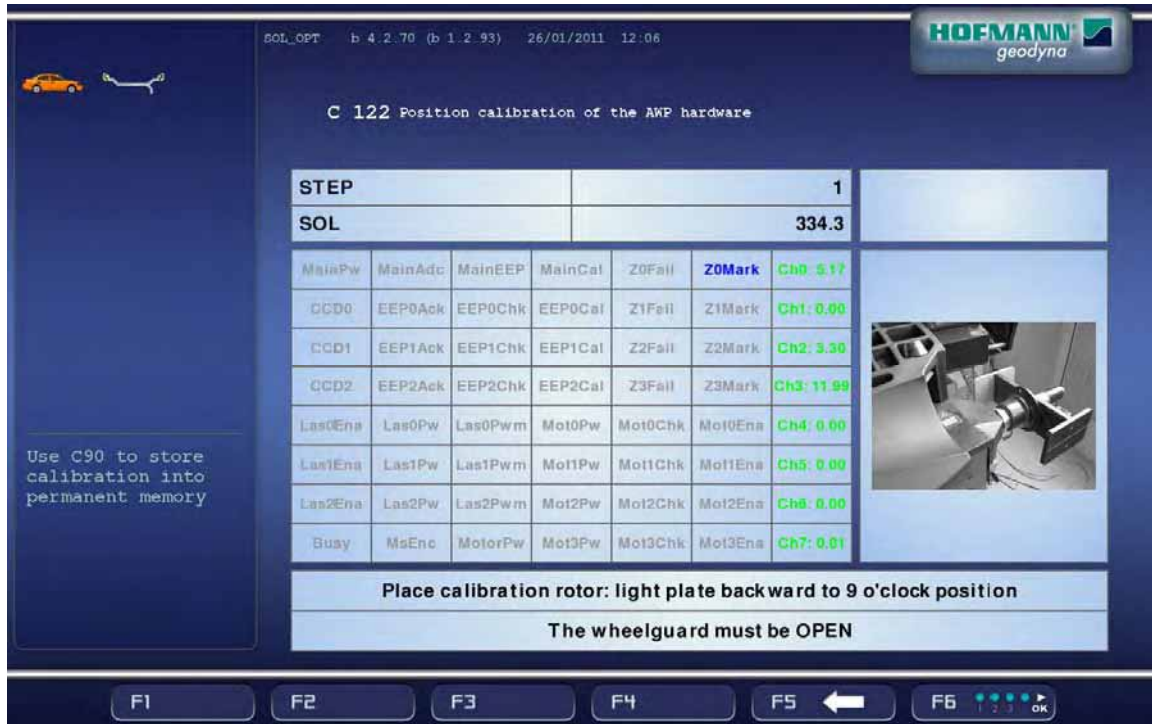 SOL_OPT b 4.2.70 (b 1.2.93) 26/01/2011 12:06
HOFMANN
geodyna
C 122 Position calibration of the AWP hardware
STEP 1
SOL 334.3
MainPw MainAdc MainEEP MainCal Z0Fail Z0Mark Ch0: 5.17
CCD0 EEP0Ack EEP0Chk EEP0Cal Z1Fail Z1Mark Ch1: 0.00
CCD1 EEP1Ack EEP1Chk EEP1Cal Z2Fail Z2Mark Ch2: 3.30
CCD2 EEP2Ack EEP2Chk EEP2Cal Z3Fail Z3Mark Ch3: 11.99
Las0Ena Las0Pw Las0Pwm Mot0Pw Mot0Chk Mot0Ena Ch4: 0.00
Las1Ena Las1Pw Las1Pwm Mot1Pw Mot1Chk Mot1Ena Ch5: 0.00
Las2Ena Las2Pw Las2Pwm Mot2Pw Mot2Chk Mot2Ena Ch6: 0.00
Busy MsEnc MotorPw Mot3Pw Mot3Chk Mot3Ena Ch7: 0.01
Use C90 to store
calibration into
permanent memory
Place calibration rotor: light plate backward to 9 o'clock position
The wheelguard must be OPEN
F1 F2 F3 F4 F5 F6 1 2 3 OK